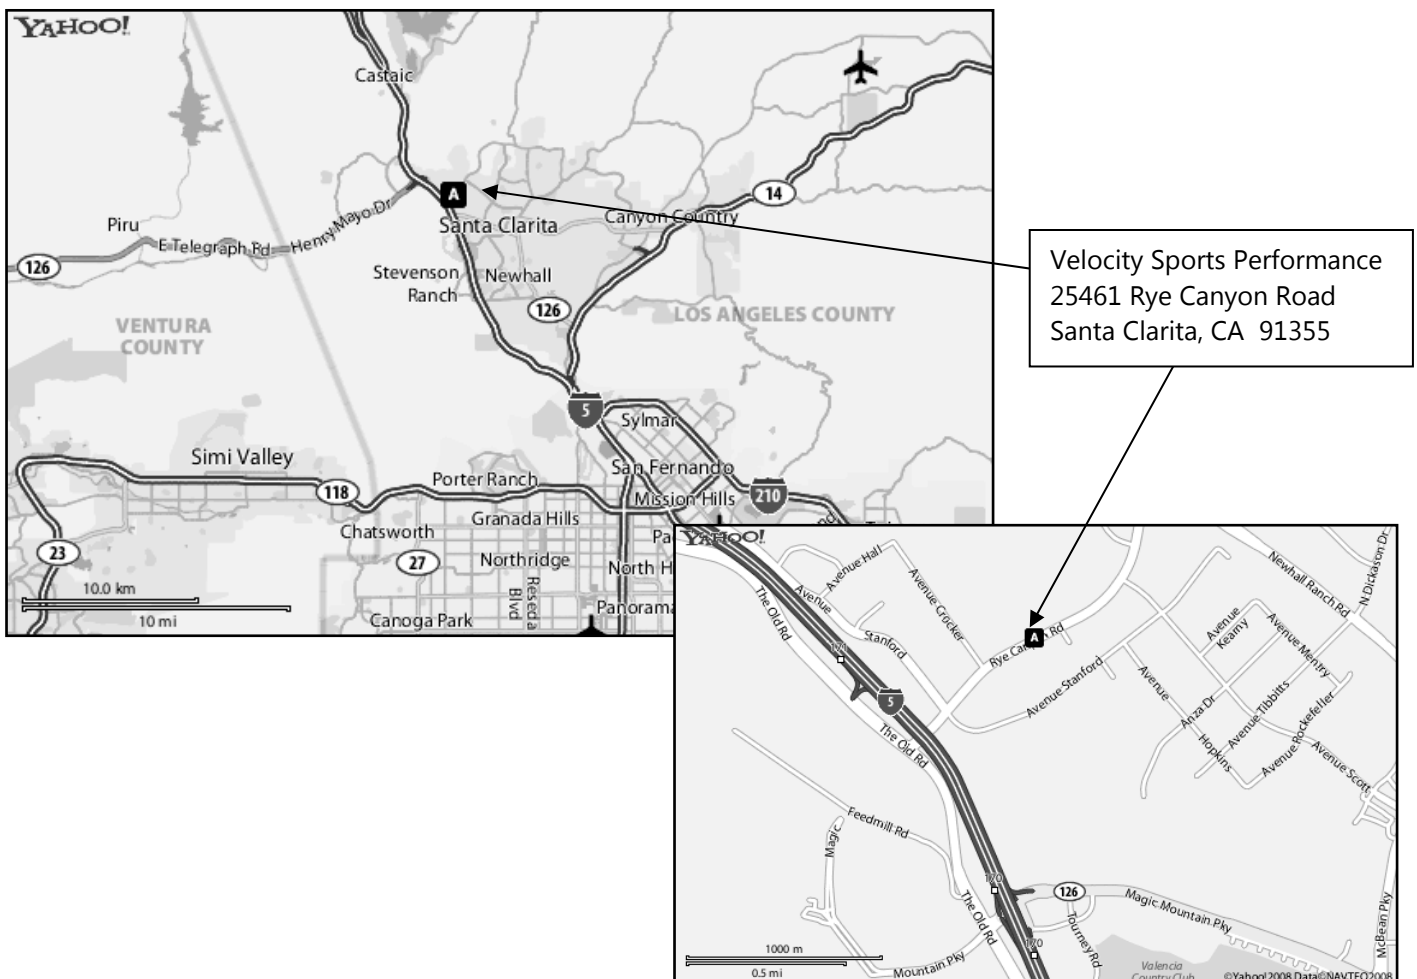 YAHOO!
Castaic
A
14
Piru
Santa Clarita
Canyon Country
E Telegraph Rd
Henry Mayo Dr
126
Stevenson
Ranch
Newhall
126
VENTURA
COUNTY
LOS ANGELES COUNTY
5
Sylmar
Simi Valley
San Fernando
118
Porter Ranch
Mission Hills
210
Chatsworth
Granada Hills
23
27
Northridge
North H
Reseda
Blvd
Canoga Park
Panorama
10.0 km
10 mi
Velocity Sports Performance
25461 Rye Canyon Road
Santa Clarita, CA  91355
YAHOO!
Avenue Hall
Avenue Crocker
Avenue
Stanford
The Old Rd
171
5
Rye Canyon Rd
A
Avenue Stanford
Newhall Ranch Rd
N Dickason Dr
Avenue
Kearny
Avenue Mentry
Avenue
Hopkins
Anza Dr
Avenue Tibbitts
Avenue Rockefeller
Avenue Scott
The Old Rd
Feedmill Rd
Magic
Mountain Pky
The Old Rd
170
126
Magic Mountain Pky
Tourney Rd
170
McBean Pky
Valencia
Country Club
1000 m
0.5 mi
©Yahoo! 2008 Data©NAVTEQ2008